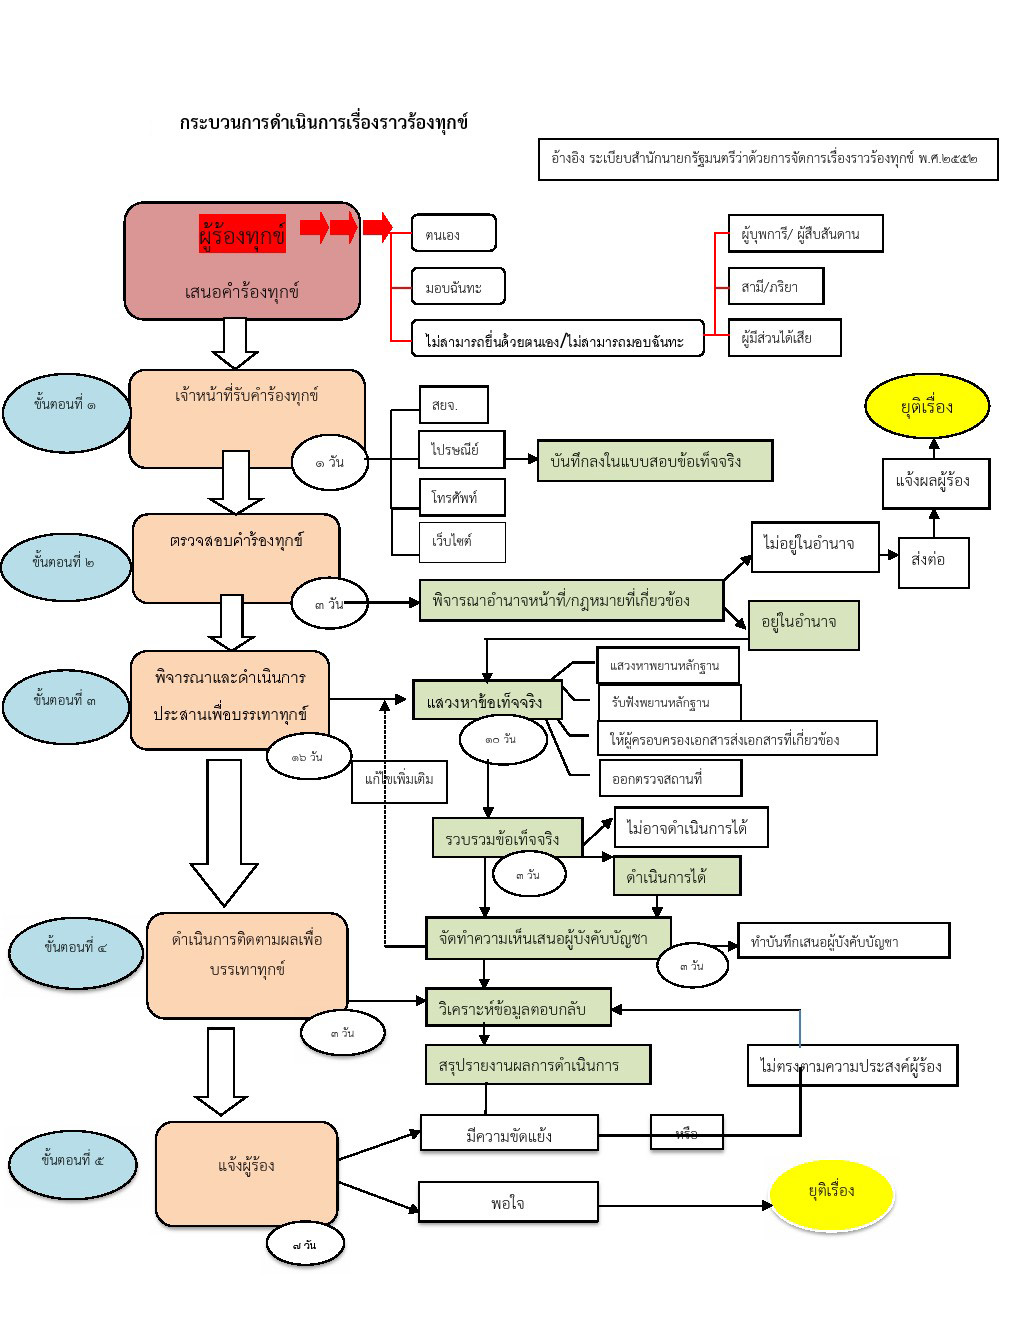 กระบวนการดำเนินการเรื่องราวร้องทุกข์
อ้างอิง ระเบียบสำนักนายกรัฐมนตรีว่าด้วยการจัดการเรื่องราวร้องทุกข์ พ.ศ.๒๕๕๒
ผู้ร้องทุกข์
เสนอคำร้องทุกข์
ตนเอง
มอบฉันทะ
ไม่สามารถยื่นด้วยตนเอง/ไม่สามารถมอบฉันทะ
ผู้บุพการี/ ผู้สืบสันดาน
สามี/ภริยา
ผู้มีส่วนได้เสีย
ขั้นตอนที่ ๑
เจ้าหน้าที่รับคำร้องทุกข์
๑ วัน
สยจ.
ไปรษณีย์
โทรศัพท์
เว็บไซต์
บันทึกลงในแบบสอบข้อเท็จจริง
ยุติเรื่อง
แจ้งผลผู้ร้อง
ส่งต่อ
ไม่อยู่ในอำนาจ
ขั้นตอนที่ ๒
ตรวจสอบคำร้องทุกข์
๓ วัน
พิจารณาอำนาจหน้าที่/กฎหมายที่เกี่ยวข้อง
อยู่ในอำนาจ
ขั้นตอนที่ ๓
พิจารณาและดำเนินการ
ประสานเพื่อบรรเทาทุกข์
๑๖ วัน
แสวงหาข้อเท็จจริง
๑๐ วัน
แสวงหาพยานหลักฐาน
รับฟังพยานหลักฐาน
ให้ผู้ครอบครองเอกสารส่งเอกสารที่เกี่ยวข้อง
ออกตรวจสถานที่
แก้ไขเพิ่มเติม
รวบรวมข้อเท็จจริง
๓ วัน
ไม่อาจดำเนินการได้
ดำเนินการได้
ขั้นตอนที่ ๔
ดำเนินการติดตามผลเพื่อ
บรรเทาทุกข์
๓ วัน
จัดทำความเห็นเสนอผู้บังคับบัญชา
๓ วัน
ทำบันทึกเสนอผู้บังคับบัญชา
วิเคราะห์ข้อมูลตอบกลับ
สรุปรายงานผลการดำเนินการ
ไม่ตรงตามความประสงค์ผู้ร้อง
ขั้นตอนที่ ๕
แจ้งผู้ร้อง
๗ วัน
มีความขัดแย้ง
หรือ
พอใจ
ยุติเรื่อง